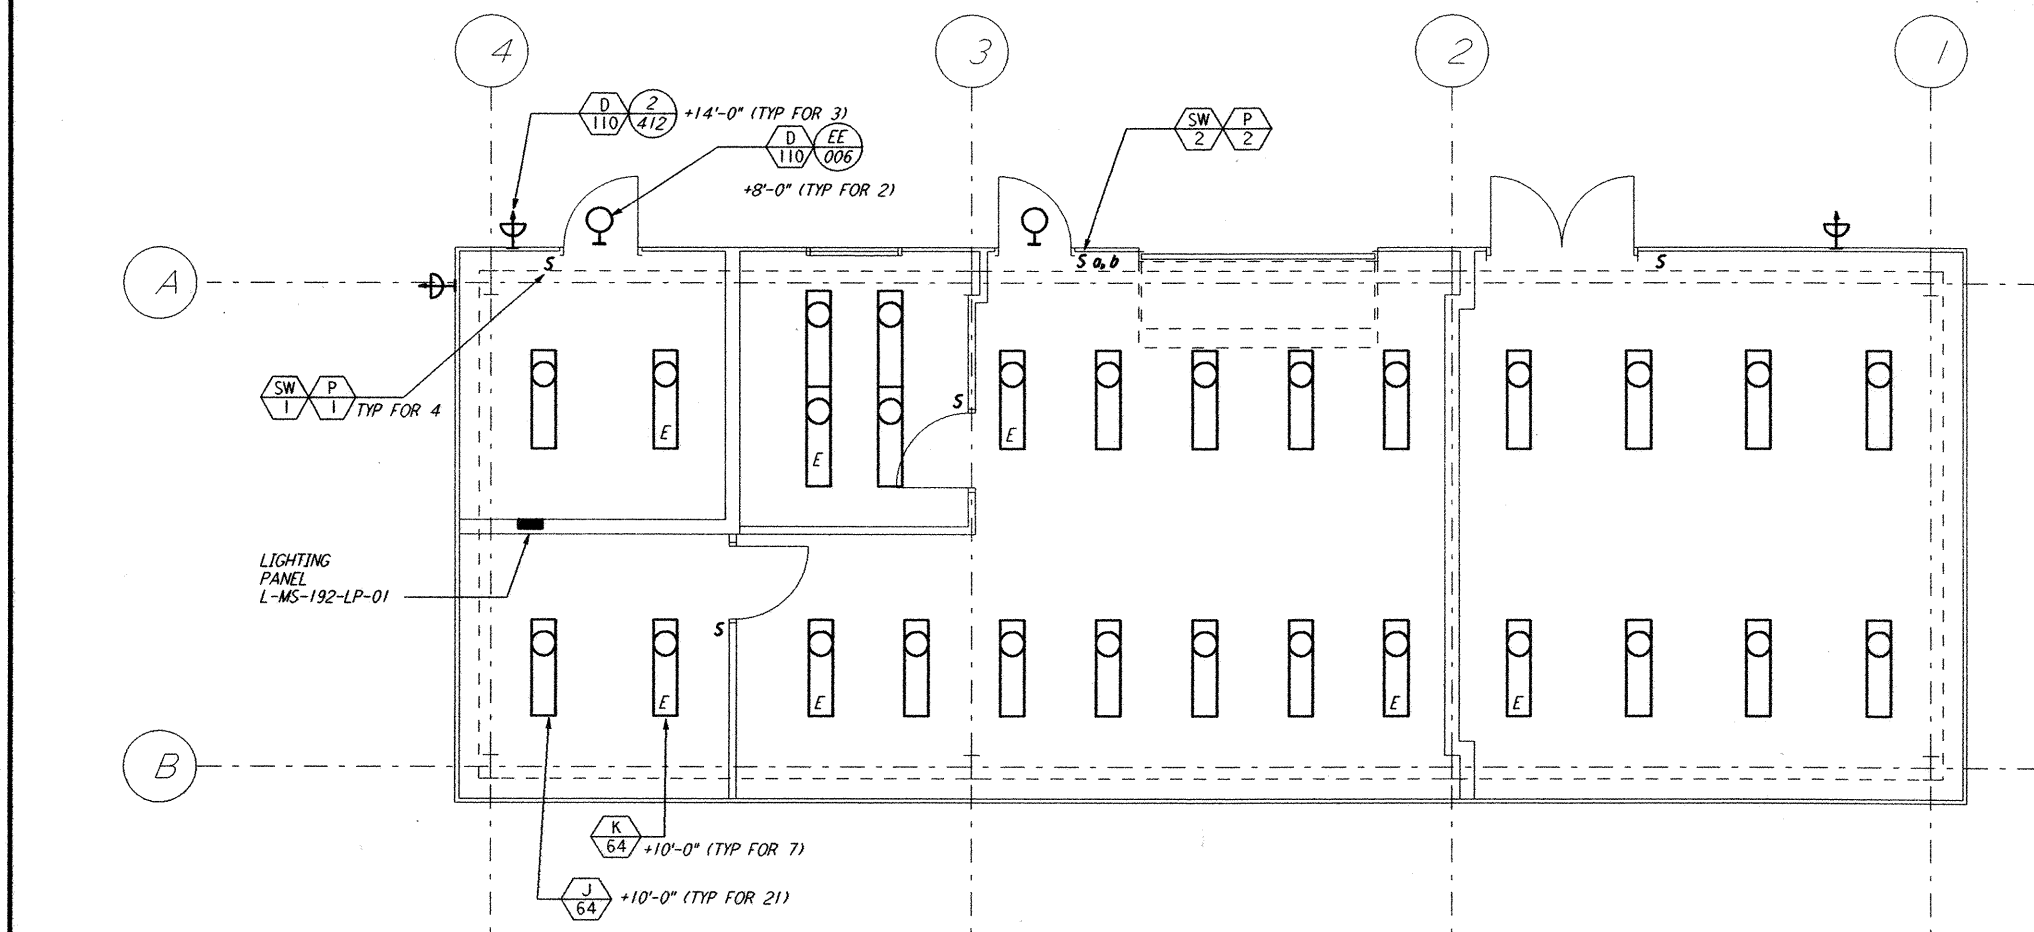 4
3
2
1
D 2
110 412 +14'-0" (TYP FOR 3)
D EE
110 006
+8'-0" (TYP FOR 2)
SW P
2 2
A
S
S a, b
S
SW P
1 1 TYP FOR 4
S
E
E
E
LIGHTING
PANEL
L-MS-192-LP-01
S
E
E
E
E
B
K
64 +10'-0" (TYP FOR 7)
J
64 +10'-0" (TYP FOR 21)